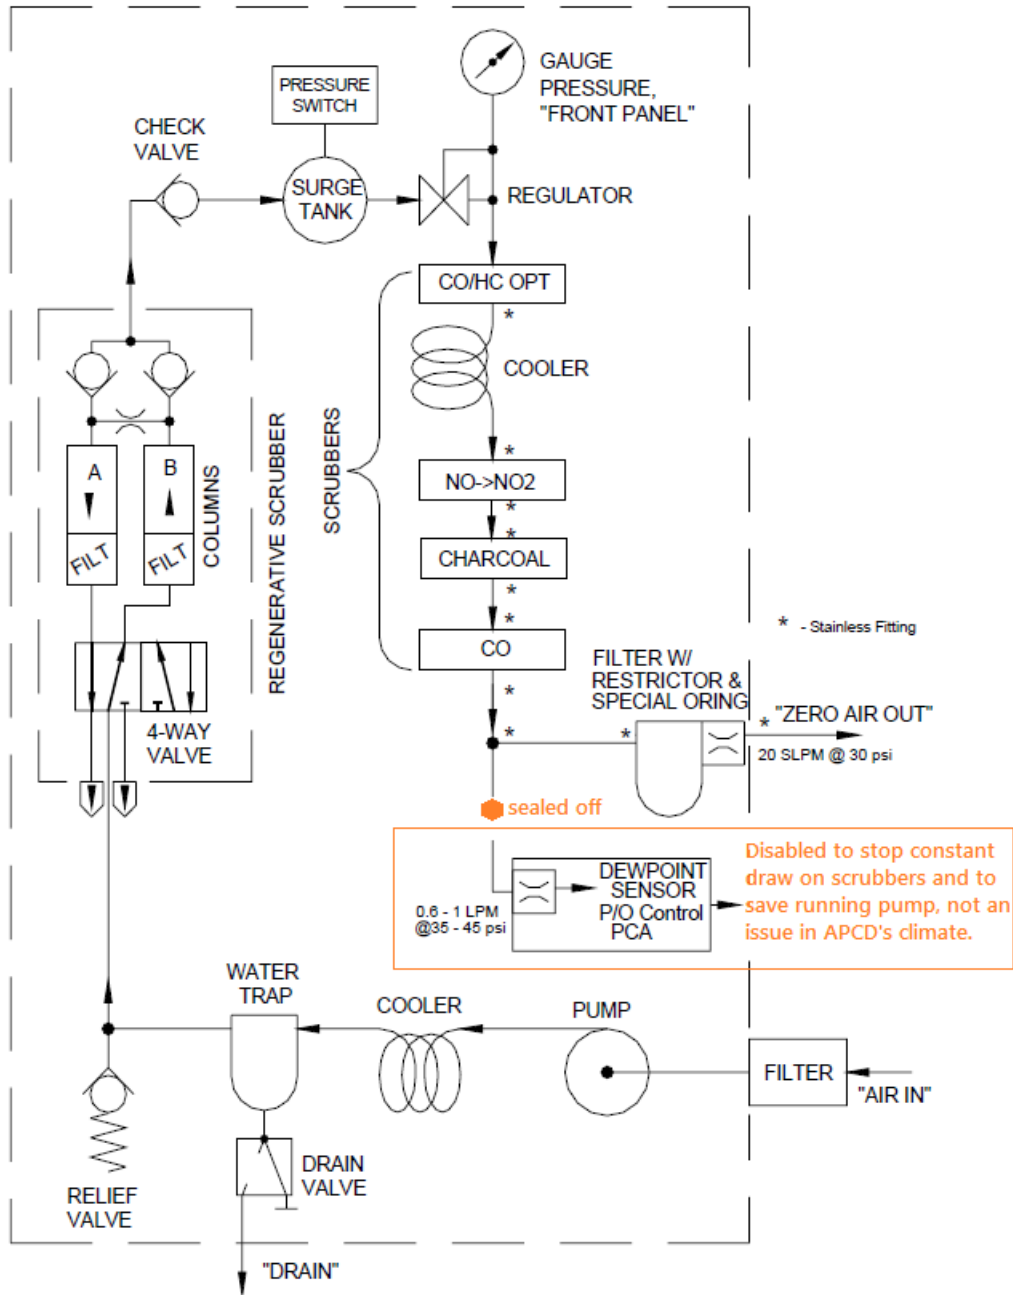 GAUGE
PRESSURE,
"FRONT PANEL"
PRESSURE
SWITCH
CHECK
VALVE
SURGE
TANK
REGULATOR
CO/HC OPT
*
COOLER
SCRUBBERS
*
NO->NO2
*
*
CHARCOAL
*
*
CO
*
*
A
B
FILT
FILT
COLUMNS
REGENERATIVE SCRUBBER
4-WAY
VALVE
* - Stainless Fitting
FILTER W/
RESTRICTOR &
SPECIAL ORING
*
*
"ZERO AIR OUT"
20 SLPM @ 30 psi
sealed off
DEWPOINT
SENSOR
P/O Control
PCA
0.6 - 1 LPM
@35 - 45 psi
Disabled to stop constant
draw on scrubbers and to
save running pump, not an
issue in APCD's climate.
WATER
TRAP
COOLER
PUMP
FILTER
"AIR IN"
RELIEF
VALVE
DRAIN
VALVE
"DRAIN"